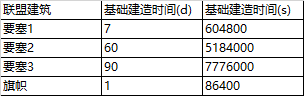 联盟建筑 基础建造时间(d) 基础建造时间(s)
要塞1 7 604800
要塞2 60 5184000
要塞3 90 7776000
旗帜 1 86400